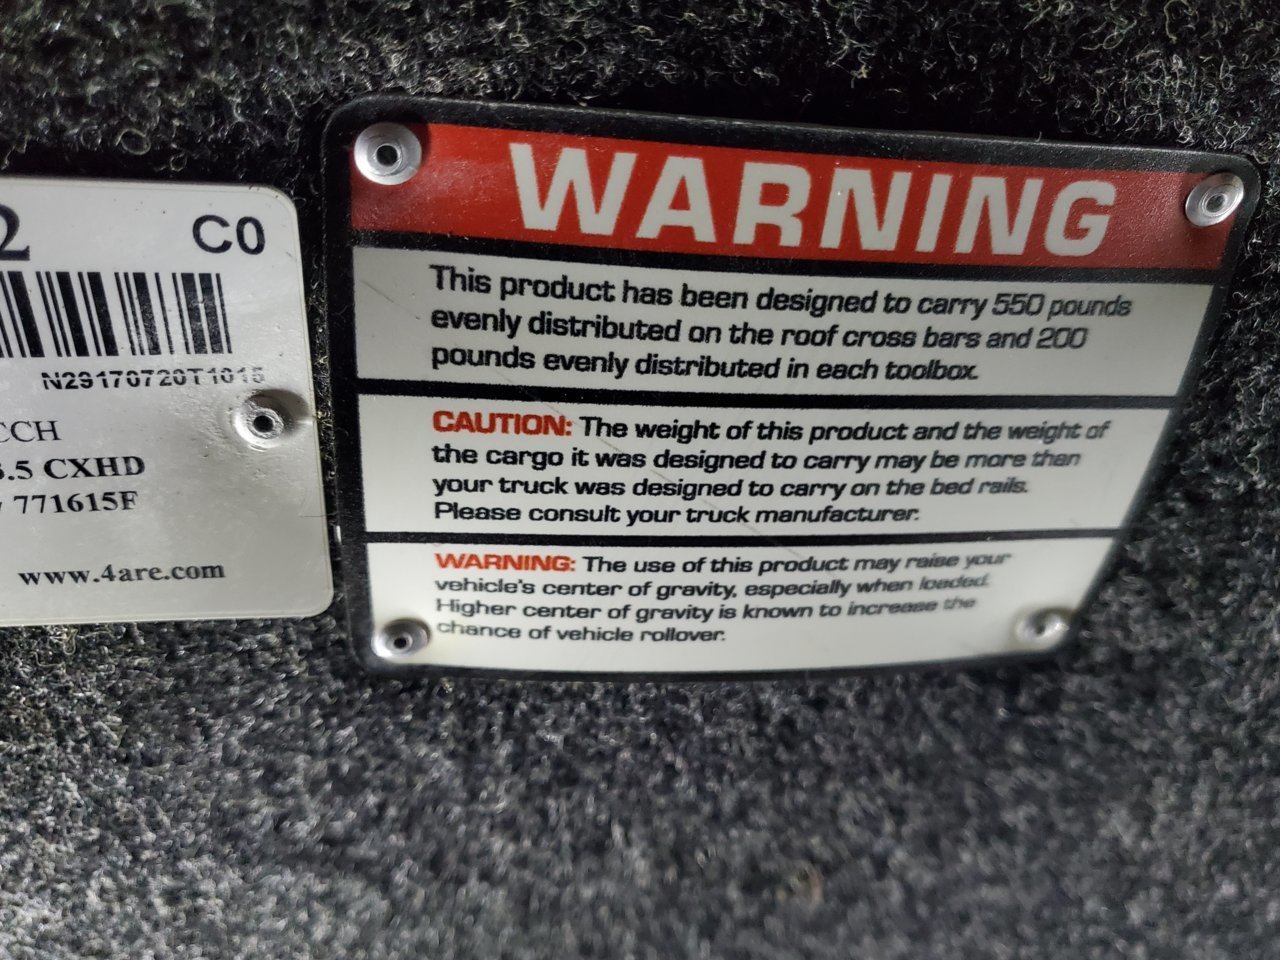 2 C0
N29170720T1015
CCH
.5 CXHD
771615F
www.4are.com
WARNING
This product has been designed to carry 550 pounds
evenly distributed on the roof cross bars and 200
pounds evenly distributed in each toolbox.
CAUTION: The weight of this product and the weight of
the cargo it was designed to carry may be more than
your truck was designed to carry on the bed rails.
Please consult your truck manufacturer.
WARNING: The use of this product may raise your
vehicle's center of gravity, especially when loaded.
Higher center of gravity is known to increase the
chance of vehicle rollover.